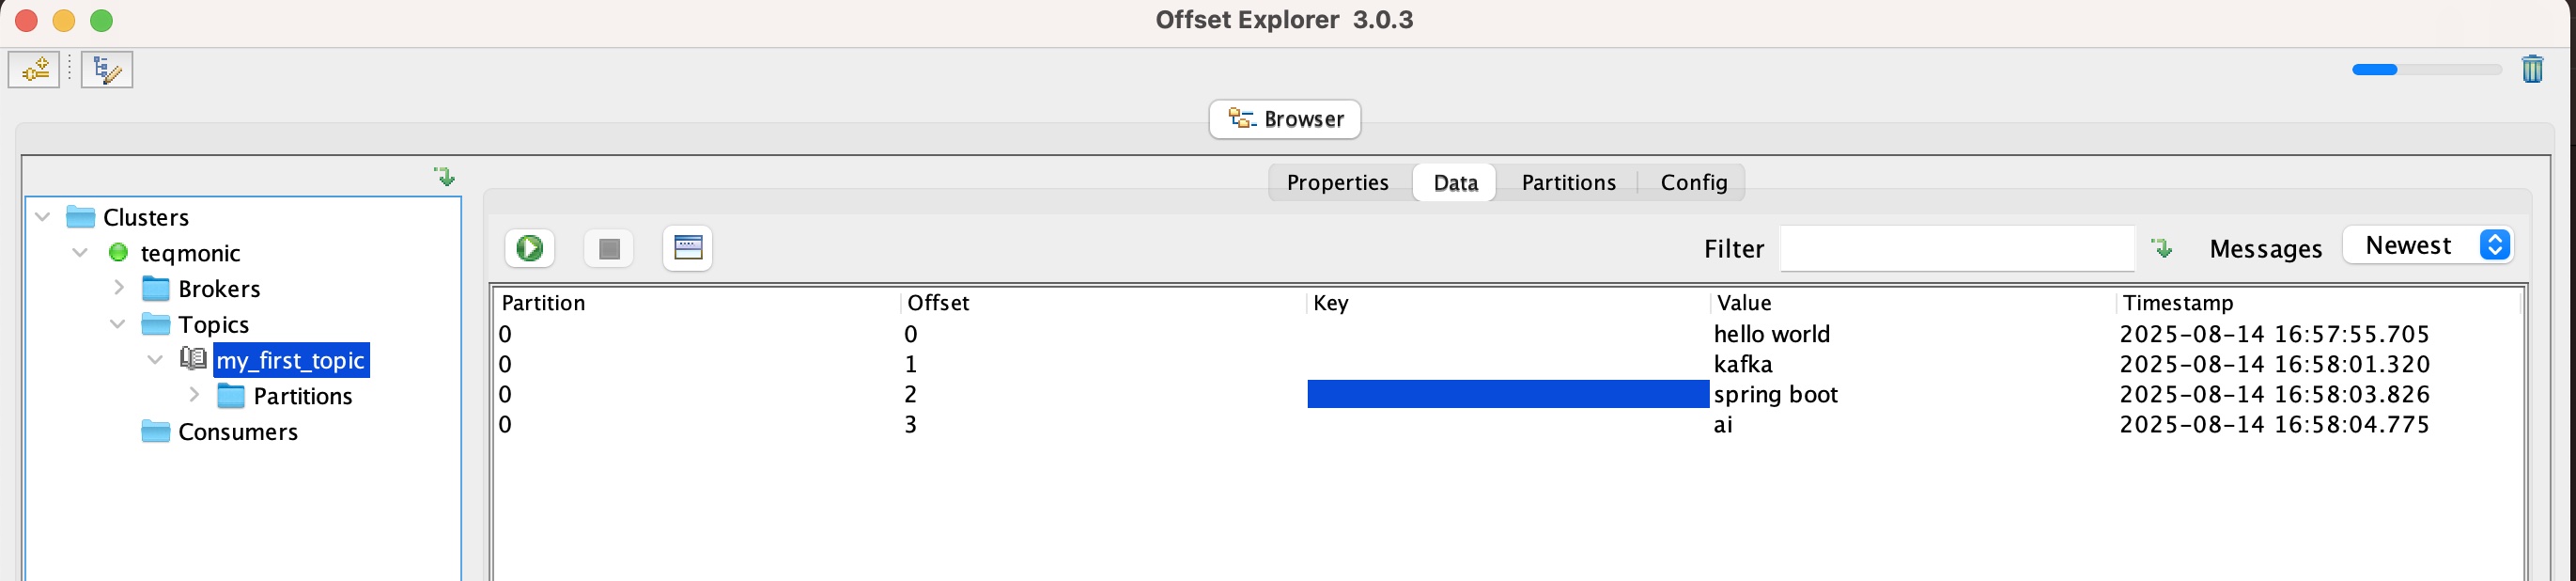 Offset Explorer 3.0.3
Browser
Clusters
teqmonic
Brokers
Topics
my_first_topic
Partitions
Consumers
Properties Data Partitions Config
Filter Messages Newest
Partition Offset Key Value Timestamp
0 0 hello world 2025-08-14 16:57:55.705
0 1 kafka 2025-08-14 16:58:01.320
0 2 spring boot 2025-08-14 16:58:03.826
0 3 ai 2025-08-14 16:58:04.775